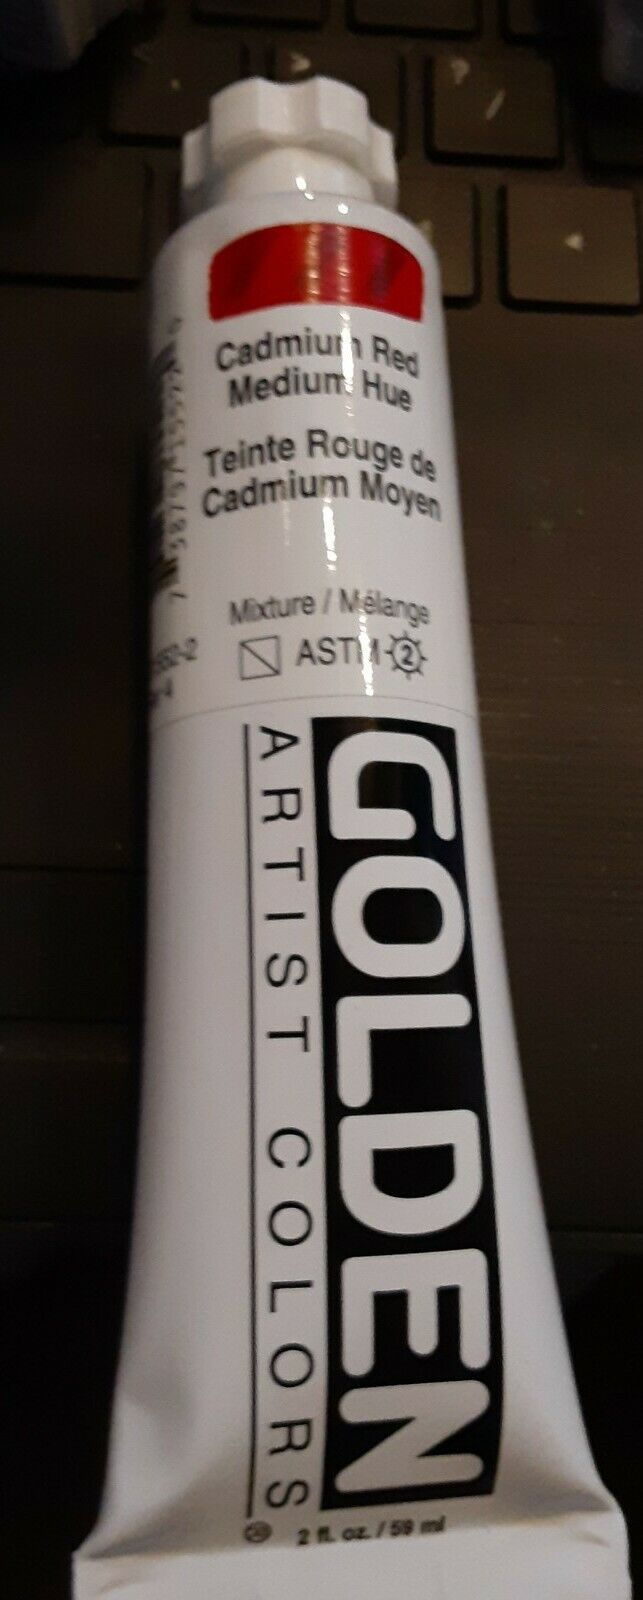 Cadmium Red
Medium Hue
Teinte Rouge de
Cadmium Moyen
Mixture / Mélange
ASTM 2
GOLDEN
ARTIST COLORS
2 fl. oz. / 59 ml